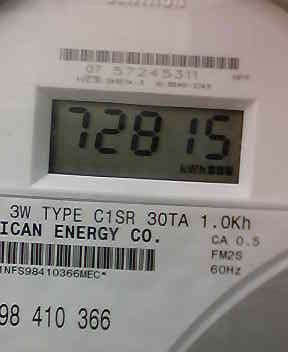 07 57245311
72815
kWh
3W TYPE C1SR 30TA 1.0Kh
ICAN ENERGY CO.
CA 0.5
FM2S
60Hz
1NFS98410366MEC*
98 410 366